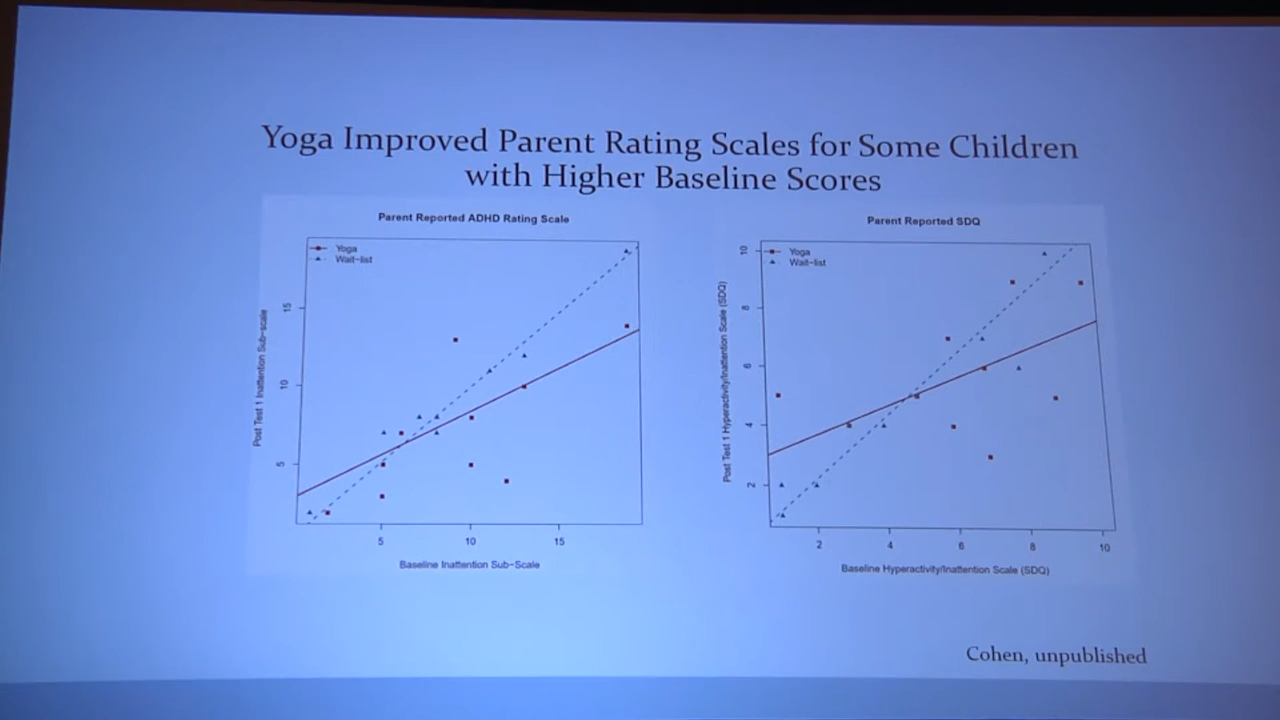 Yoga Improved Parent Rating Scales for Some Children
with Higher Baseline Scores
Parent Reported ADHD Rating Scale
Yoga
Wait-list
Post Test 1 Inattention Sub-scale
15
10
5
5
10
15
Baseline Inattention Sub-Scale
Parent Reported SDQ
Yoga
Wait-list
Post Test 1 Hyperactivity/Inattention Scale (SDQ)
10
8
6
4
2
2
4
6
8
10
Baseline Hyperactivity/Inattention Scale (SDQ)
Cohen, unpublished